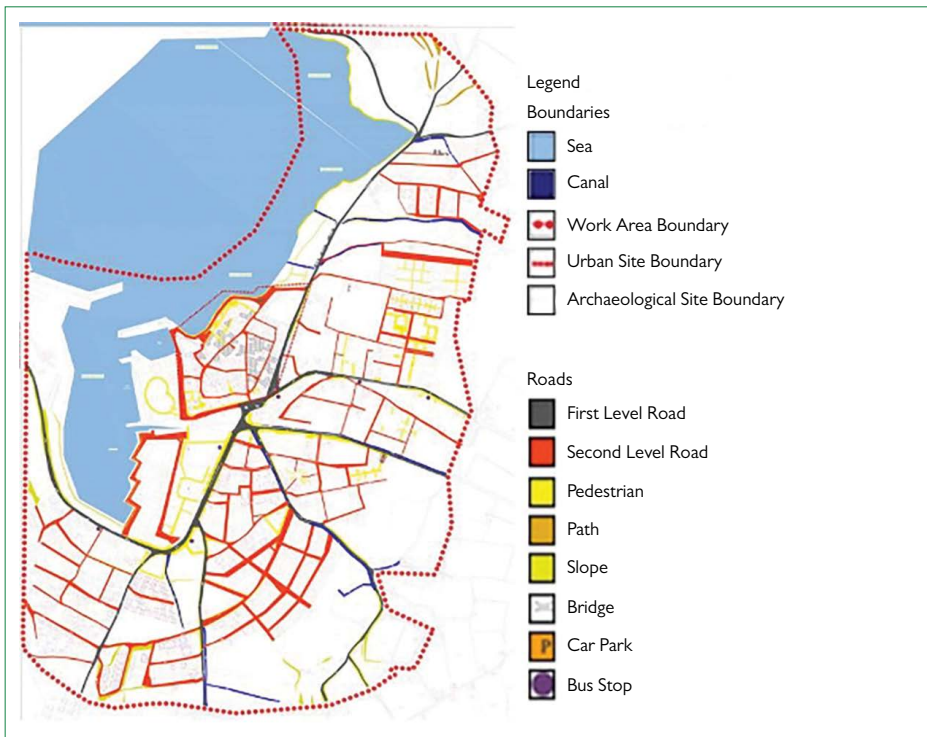 Legend
Boundaries
Sea
Canal
Work Area Boundary
Urban Site Boundary
Archaeological Site Boundary
Roads
First Level Road
Second Level Road
Pedestrian
Path
Slope
Bridge
P Car Park
Bus Stop